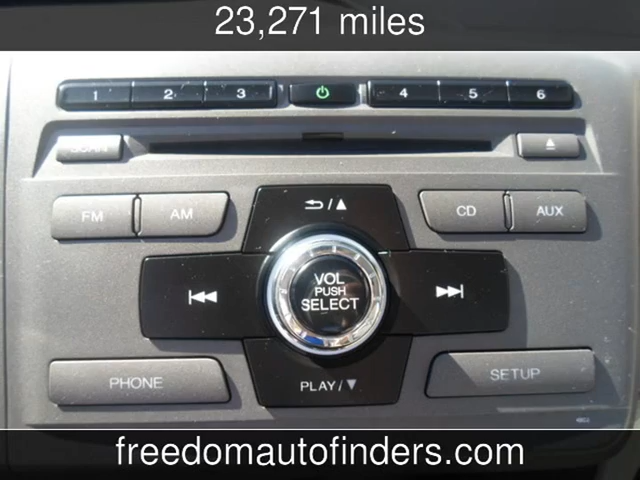 23,271 miles
1 2 3 4 5 6
SCAN
FM AM CD AUX
VOL
PUSH
SELECT
PHONE PLAY/ SETUP
freedomautofinders.com